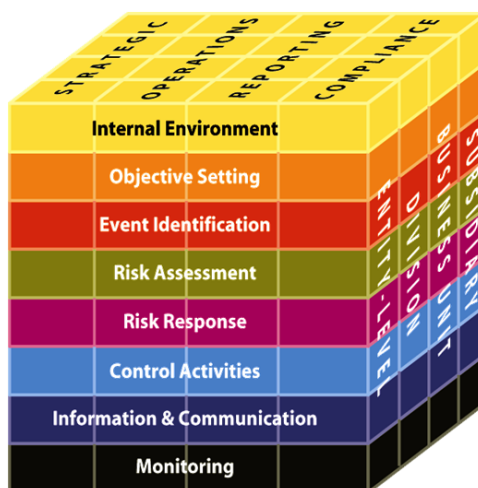 STRATEGIC
OPERATIONS
REPORTING
COMPLIANCE
Internal Environment
Objective Setting
Event Identification
Risk Assessment
Risk Response
Control Activities
Information & Communication
Monitoring
ENTITY-LEVEL
DIVISION
BUSINESS UNIT
SUBSIDIARY